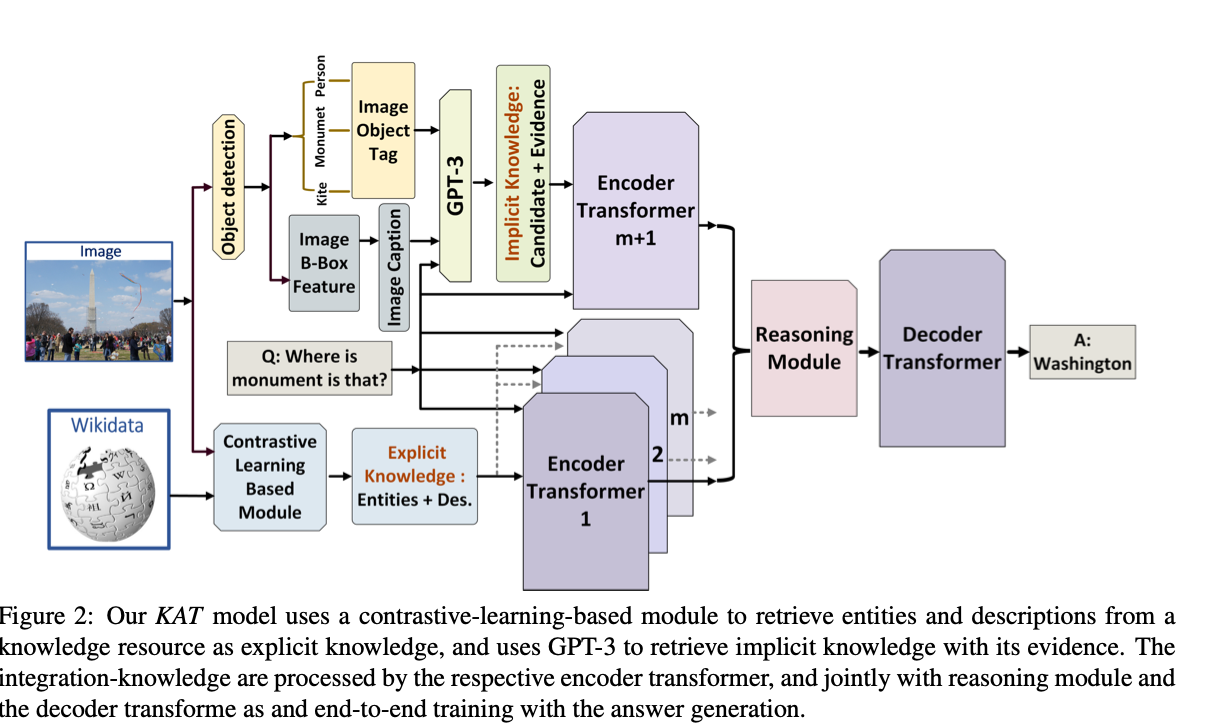 Person
Monumet
Kite
Image
Object
Tag
Object detection
Image
B-Box
Feature
Image Caption
GPT-3
Implicit Knowledge:
Candidate + Evidence
Encoder
Transformer
m+1
Image
Q: Where is
monument is that?
Wikidata
Contrastive
Learning
Based
Module
Explicit
Knowledge :
Entities + Des.
Encoder
Transformer
1
2
m
Reasoning
Module
Decoder
Transformer
A:
Washington
Figure 2: Our KAT model uses a contrastive-learning-based module to retrieve entities and descriptions from a
knowledge resource as explicit knowledge, and uses GPT-3 to retrieve implicit knowledge with its evidence. The
integration-knowledge are processed by the respective encoder transformer, and jointly with reasoning module and
the decoder transforme as and end-to-end training with the answer generation.